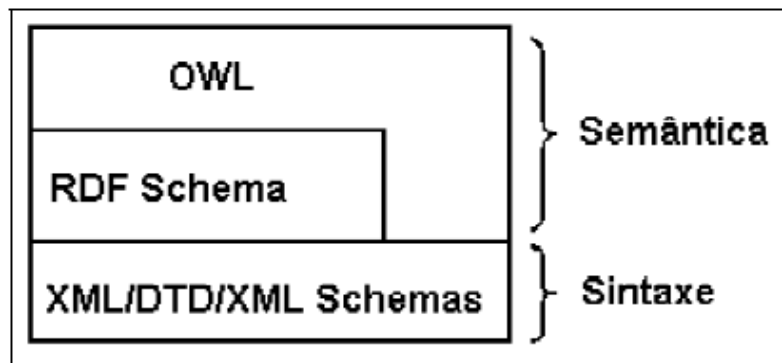 OWL
Semântica
RDF Schema
XML/DTD/XML Schemas
Sintaxe